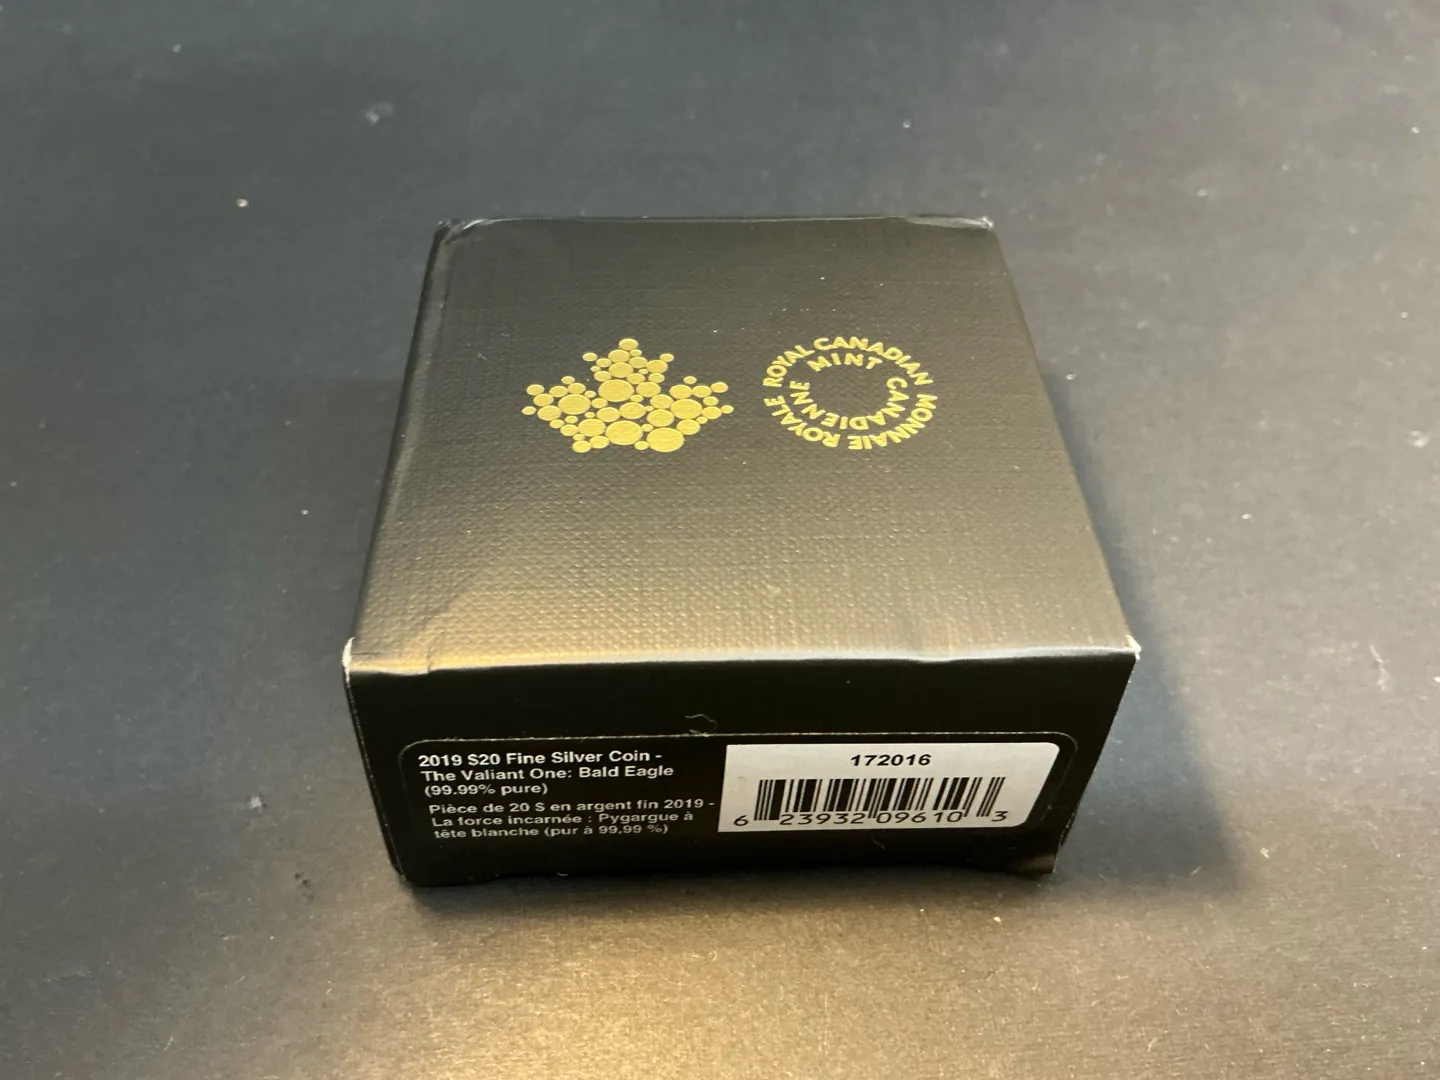 ROYAL CANADIAN MINT
MONNAIE ROYALE CANADIENNE
2019 $20 Fine Silver Coin -
The Valiant One: Bald Eagle
(99.99% pure)
Pièce de 20 $ en argent fin 2019 -
La force incarnée : Pygargue à
tête blanche (pur à 99,99 %)
172016
6 23932 09610 3